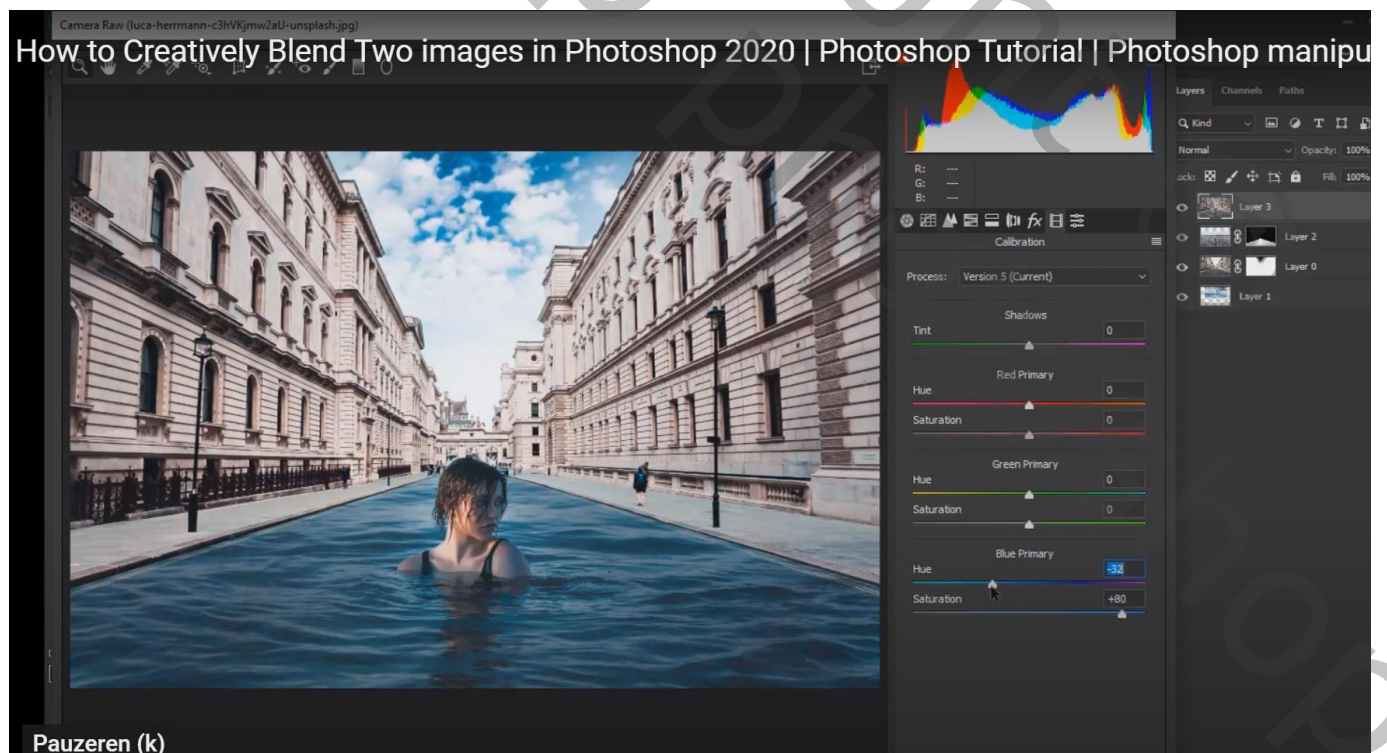 Camera Raw (luca-herrmann-c3hVKjmw2aU-unsplash.jpg)
How to Creatively Blend Two images in Photoshop 2020 | Photoshop Tutorial | Photoshop manipu
Layers Channels Paths
Kind
Normal Opacity: 100%
Fill: 100%
R: ---
G: ---
B: ---
Layer 3
Layer 2
Layer 0
Layer 1
Calibration
Process: Version 5 (Current)
Shadows
Tint 0
Red Primary
Hue 0
Saturation 0
Green Primary
Hue 0
Saturation 0
Blue Primary
Hue -32
Saturation +80
Pauzeren (k)